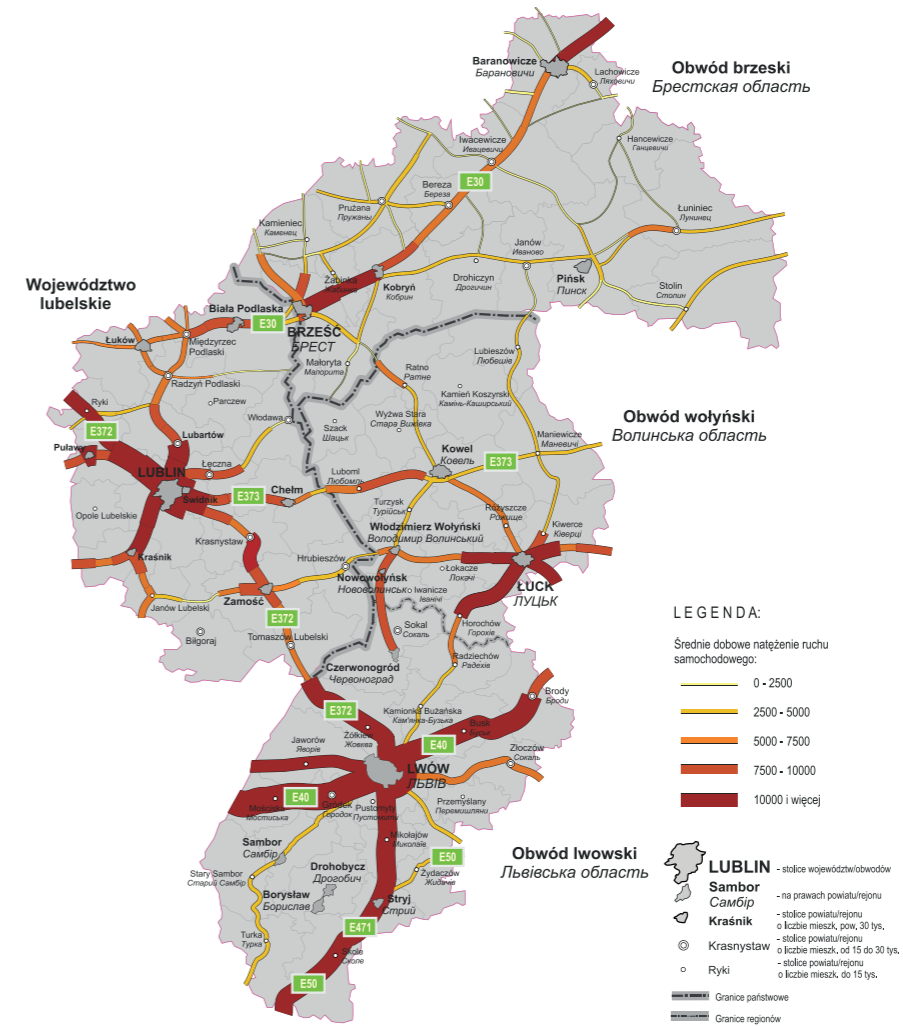 Baranowicze
Барановичи
Lachowicze
Ляховичи
Obwód brzeski
Брестская область
Iwacewicze
Ивацевичи
Hancewicze
Ганцевичи
Bereza
Береза
E30
Prużana
Пружаны
Kamieniec
Каменец
Łuniniec
Лунинец
Janów
Иваново
Żabinka
Kobryń
Кобрин
Drohiczyn
Дрогичин
Pińsk
Пинск
Stolin
Столин
Województwo
lubelskie
Biała Podlaska
E30
BRZEŚĆ
БРЕСТ
Łuków
Międzyrzec
Podlaski
Małoryta
Малорита
Lubieszów
Любешів
Radzyń Podlaski
Ratno
Ратне
Ryki
Parczew
Kamień Koszyrski
Камінь-Каширський
E372
Włodawa
Szack
Шацьк
Wyżwa Stara
Стара Вижівка
Obwód wołyński
Волинська область
Puławy
Lubartów
Kowel
Ковель
Maniewicze
Маневичі
E373
LUBLIN
Łęczna
Luboml
Любомль
Świdnik
E373
Chełm
Turzysk
Турійськ
Rożyszcze
Рожище
Opole Lubelskie
Kiwerce
Ківерці
Krasnystaw
Włodzimierz Wołyński
Володимир Волинський
Kraśnik
Hrubieszów
Łokacze
Локачі
Nowowołyńsk
Нововолинськ
Iwanicze
Іваничі
ŁUCK
ЛУЦЬК
Janów Lubelski
Zamość
E372
Sokal
Сокаль
Horochów
Горохів
Biłgoraj
Tomaszów Lubelski
Radziechów
Радехів
Czerwonogród
Червоноград
E372
Kamionka Bużańska
Кам'янка-Бузька
Brody
Броди
Żółkiew
Жовква
Busk
Буськ
Jaworów
Яворів
E40
Złoczów
Сокаль
LWÓW
ЛЬВІВ
E40
Mościska
Мостиська
Gródek
Городок
Pustomyty
Пустомити
Przemyślany
Перемишляни
Mikołajów
Миколаїв
Sambor
Самбір
E50
Obwód lwowski
Львівська область
Stary Sambor
Старий Самбір
Drohobycz
Дрогобич
Żydaczów
Жидачів
Borysław
Борислав
Stryj
Стрий
E471
Turka
Турка
Skole
Сколе
E50
LEGENDA:
Średnie dobowe natężenie ruchu
samochodowego:
0 - 2500
2500 - 5000
5000 - 7500
7500 - 10000
10000 i więcej
LUBLIN - stolice województw/obwodów
Sambor
Самбір - na prawach powiatu/rejonu
Kraśnik - stolice powiatu/rejonu
o liczbie mieszk. pow. 30 tys.
Krasnystaw - stolice powiatu/rejonu
o liczbie mieszk. od 15 do 30 tys.
Ryki - stolice powiatu/rejonu
o liczbie mieszk. do 15 tys.
Granice państwowe
Granice regionów